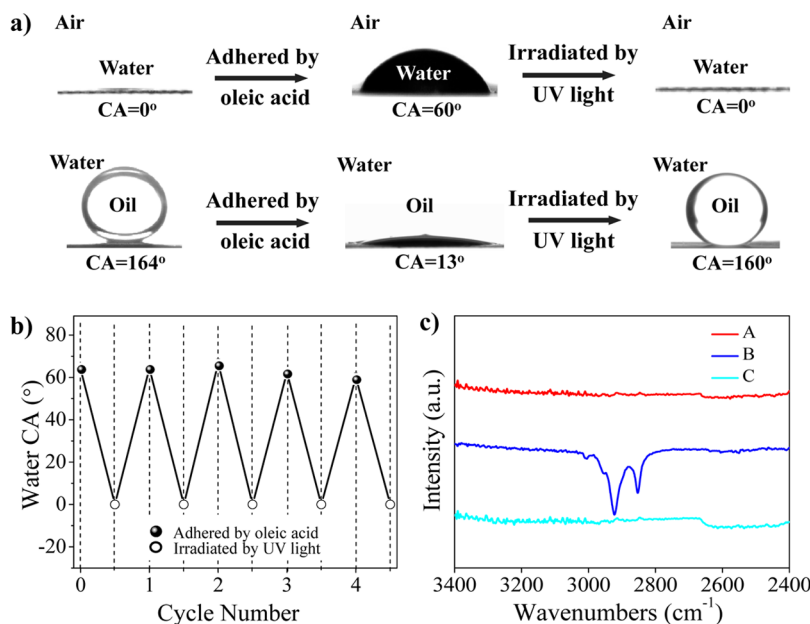 a)
Air
Water
CA=0°
Adhered by
oleic acid
Air
Water
CA=60°
Irradiated by
UV light
Air
Water
CA=0°
Water
Oil
CA=164°
Adhered by
oleic acid
Water
Oil
CA=13°
Irradiated by
UV light
Water
Oil
CA=160°
b)
Water CA (°)
80
60
40
20
0
-20
Adhered by oleic acid
Irradiated by UV light
0 1 2 3 4
Cycle Number
c)
Intensity (a.u.)
A
B
C
3400 3200 3000 2800 2600 2400
Wavenumbers (cm⁻¹)